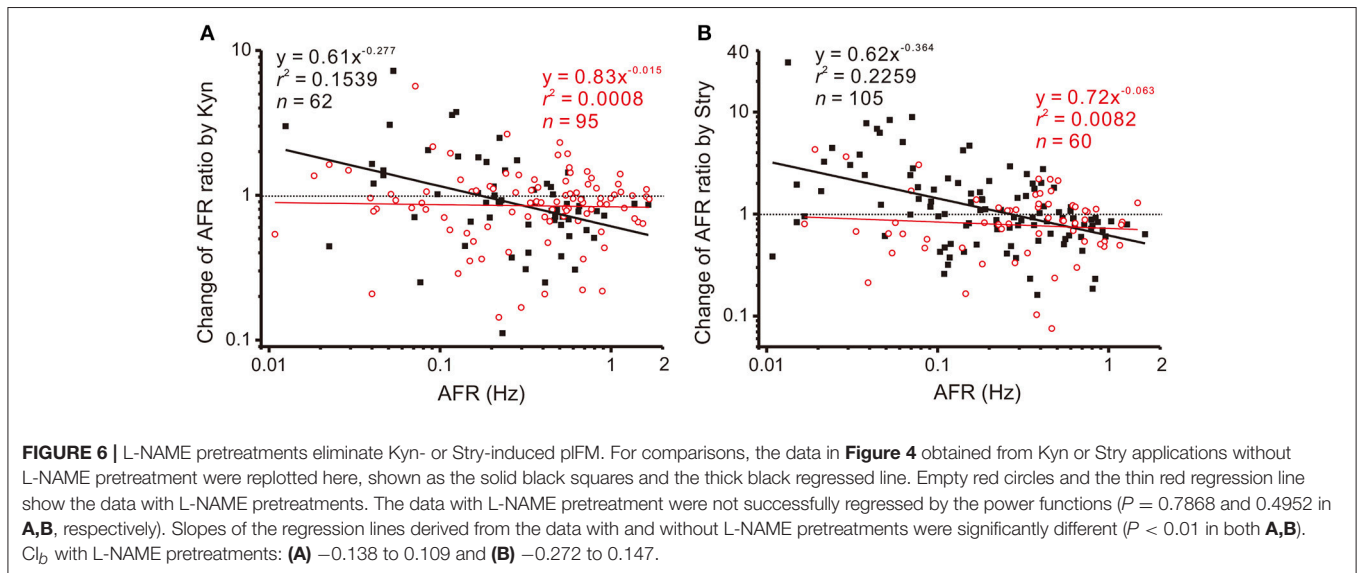 A
10
1
0.1
Change of AFR ratio by Kyn
y = 0.61x^-0.277
r² = 0.1539
n = 62
y = 0.83x^-0.015
r² = 0.0008
n = 95
0.01
0.1
1
2
AFR (Hz)
B
40
10
1
0.1
Change of AFR ratio by Stry
y = 0.62x^-0.364
r² = 0.2259
n = 105
y = 0.72x^-0.063
r² = 0.0082
n = 60
0.01
0.1
1
2
AFR (Hz)
FIGURE 6 | L-NAME pretreatments eliminate Kyn- or Stry-induced pIFM. For comparisons, the data in Figure 4 obtained from Kyn or Stry applications without
L-NAME pretreatment were replotted here, shown as the solid black squares and the thick black regressed line. Empty red circles and the thin red regression line
show the data with L-NAME pretreatments. The data with L-NAME pretreatment were not successfully regressed by the power functions (P = 0.7868 and 0.4952 in
A,B, respectively). Slopes of the regression lines derived from the data with and without L-NAME pretreatments were significantly different (P < 0.01 in both A,B).
CI_b with L-NAME pretreatments: (A) −0.138 to 0.109 and (B) −0.272 to 0.147.